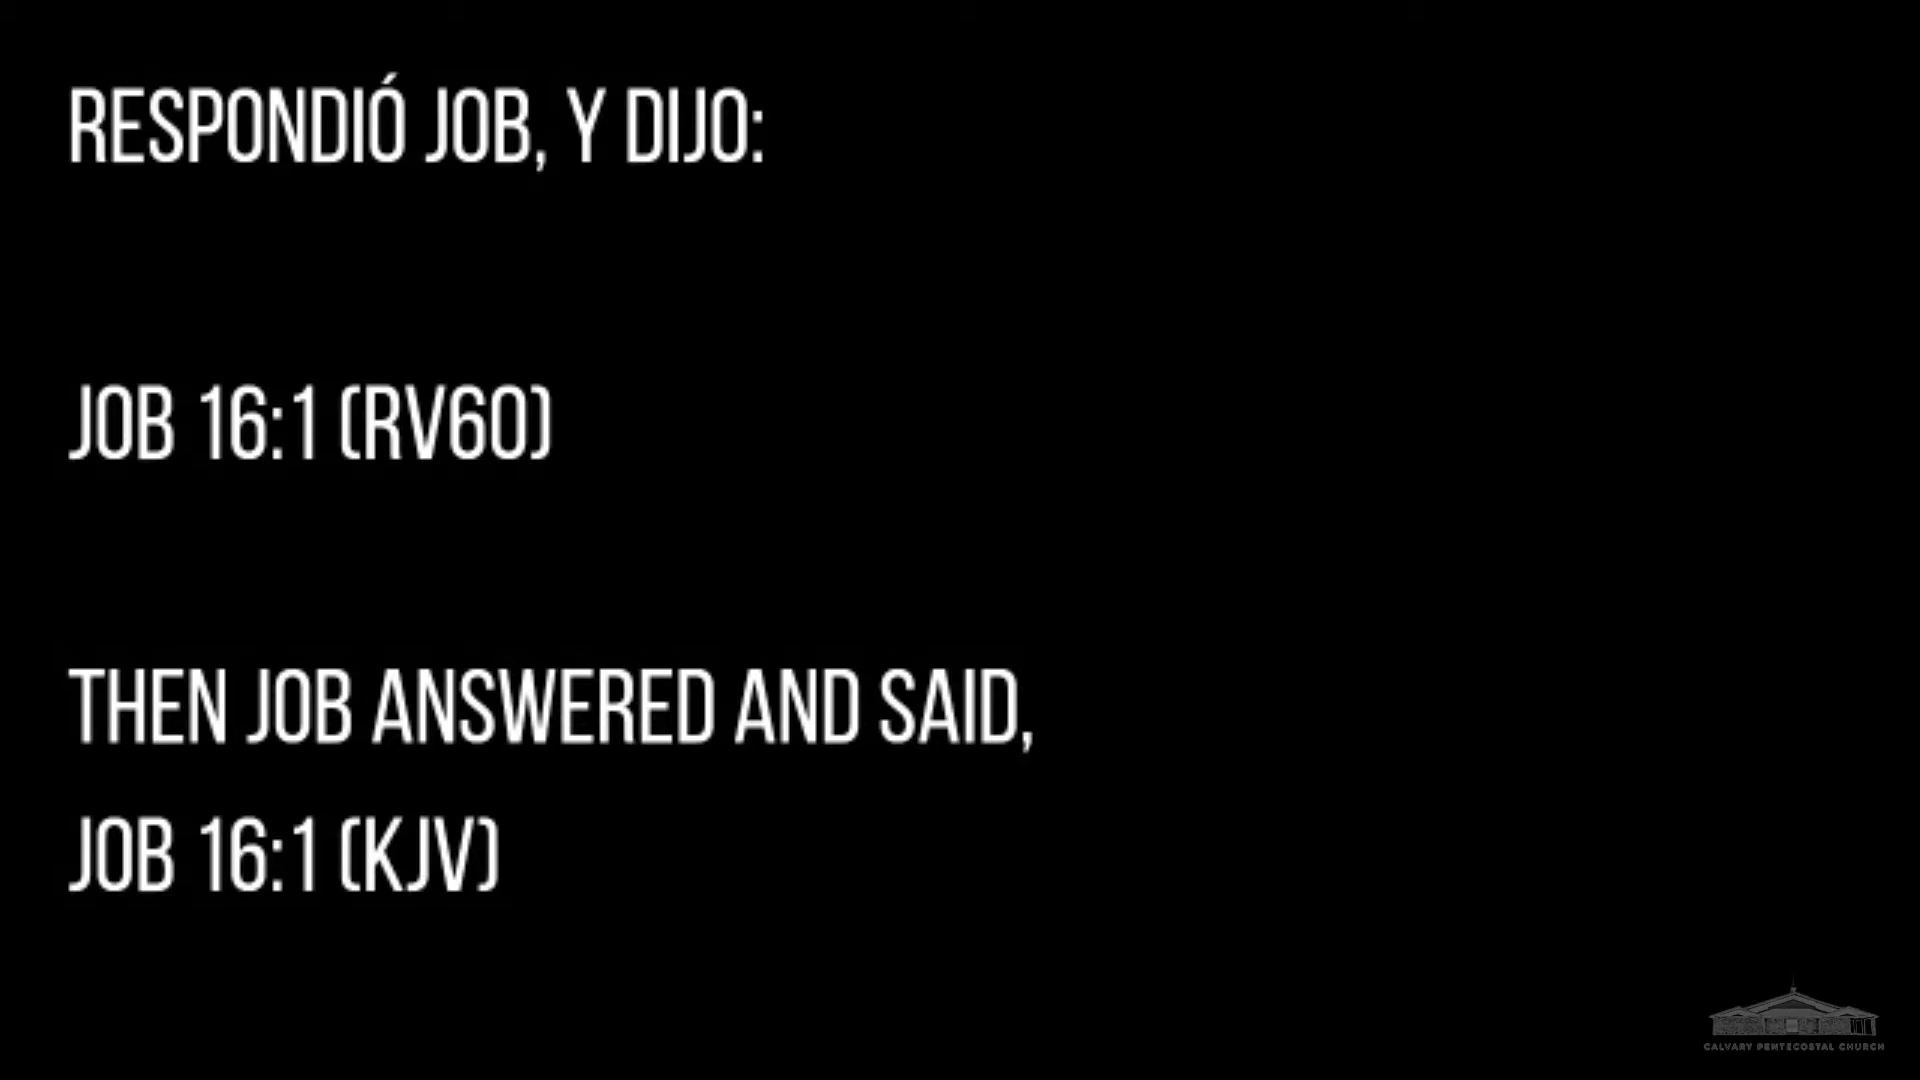 RESPONDIÓ JOB, Y DIJO:
JOB 16:1 (RV60)
THEN JOB ANSWERED AND SAID,
JOB 16:1 (KJV)
CALVARY PENTECOSTAL CHURCH